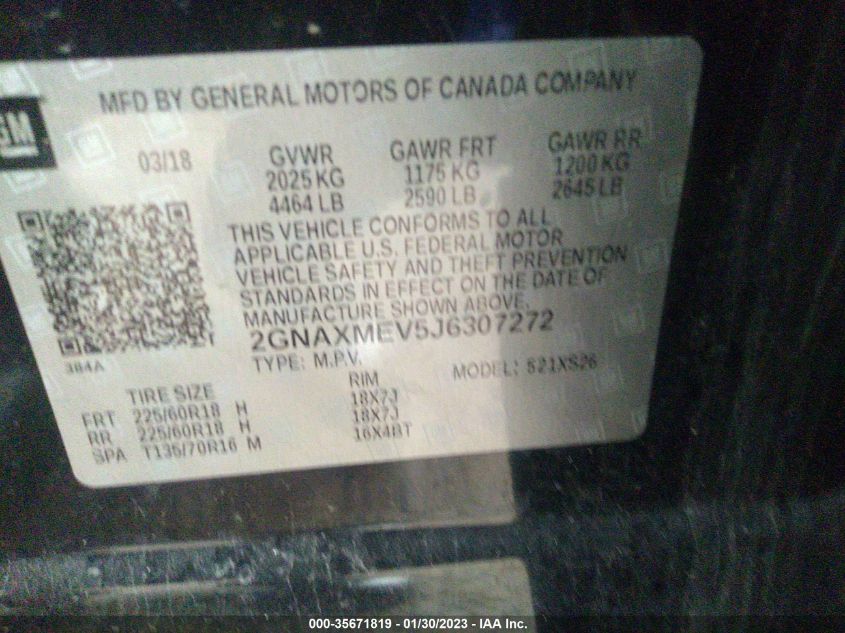 MFD BY GENERAL MOTORS OF CANADA COMPANY
GM
03/18 GVWR GAWR FRT GAWR RR
2025 KG 1175 KG 1200 KG
4464 LB 2590 LB 2645 LB
THIS VEHICLE CONFORMS TO ALL
APPLICABLE U.S. FEDERAL MOTOR
VEHICLE SAFETY AND THEFT PREVENTION
STANDARDS IN EFFECT ON THE DATE OF
MANUFACTURE SHOWN ABOVE.
2GNAXMEV5J6307272
384A
TYPE: M.P.V. MODEL: 521XS26
TIRE SIZE RIM
FRT 225/60R18 H 18X7J
RR 225/60R18 H 18X7J
SPA T135/70R16 M 16X4BT
000-35671819 - 01/30/2023 - IAA Inc.